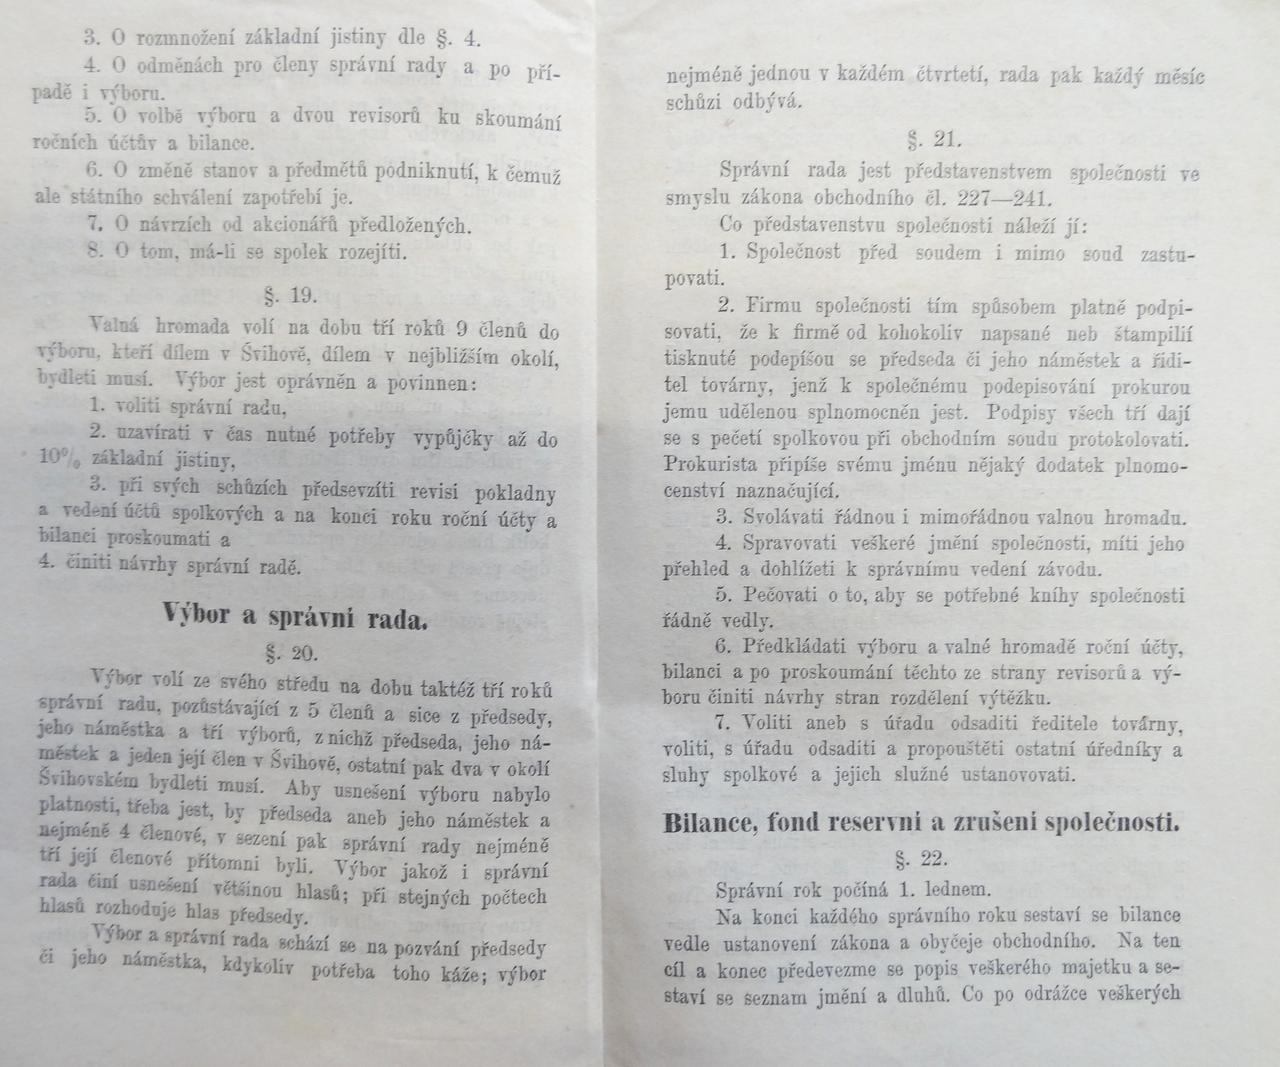 3. O rozmnožení základní jistiny dle §. 4.
4. O odměnách pro členy správní rady a po pří-
padě i výboru.
5. O volbě výboru a dvou revisorů ku skoumání
ročních účtův a bilance.
6. O změně stanov a předmětů podniknutí, k čemuž
ale státního schválení zapotřebí je.
7. O návrzích od akcionářů předložených.
8. O tom, má-li se spolek rozejíti.
§. 19.
Valná hromada volí na dobu tří roků 9 členů do
výboru, kteří dílem v Švihově, dílem v nejbližším okolí,
bydleti musí. Výbor jest oprávněn a povinnen:
1. voliti správní radu,
2. uzavírati v čas nutné potřeby vypůjčky až do
10% základní jistiny,
3. při svých schůzích předsevzíti revisi pokladny
a vedení účtů spolkových a na konci roku roční účty a
bilanci proskoumati a
4. činiti návrhy správní radě.
Výbor a správní rada.
§. 20.
Výbor volí ze svého středu na dobu taktéž tří roků
správní radu, pozůstávající z 5 členů a sice z předsedy,
jeho náměstka a tří výborů, z nichž předseda, jeho ná-
městek a jeden její člen v Švihově, ostatní pak dva v okolí
Švihovském bydleti musí. Aby usnešení výboru nabylo
platnosti, třeba jest, by předseda aneb jeho náměstek a
nejméně 4 členové, v sezení pak správní rady nejméně
tří její členové přítomni byli. Výbor jakož i správní
rada činí usnešení většinou hlasů; při stejných počtech
hlasů rozhoduje hlas předsedy.
Výbor a správní rada schází se na pozvání předsedy
či jeho náměstka, kdykoliv potřeba toho káže; výbor
nejméně jednou v každém čtvrtetí, rada pak každý měsíc
schůzi odbývá.
§. 21.
Správní rada jest představenstvem společnosti ve
smyslu zákona obchodního čl. 227—241.
Co představenstvu společnosti náleží jí:
1. Společnost před soudem i mimo soud zastu-
povati.
2. Firmu společnosti tím spůsobem platně podpi-
sovati, že k firmě od kohokoliv napsané neb štampilií
tisknuté podepíšou se předseda či jeho náměstek a řidi-
tel továrny, jenž k společnému podepisování prokurou
jemu udělenou splnomocněn jest. Podpisy všech tří dají
se s pečetí spolkovou při obchodním soudu protokolovati.
Prokurista připíše svému jménu nějaký dodatek plnomo-
cenství naznačující.
3. Svolávati řádnou i mimořádnou valnou hromadu.
4. Spravovati veškeré jmění společnosti, míti jeho
přehled a dohlížeti k správnímu vedení závodu.
5. Pečovati o to, aby se potřebné knihy společnosti
řádně vedly.
6. Předkládati výboru a valné hromadě roční účty,
bilanci a po proskoumání těchto ze strany revisorů a vý-
boru činiti návrhy stran rozdělení výtěžku.
7. Voliti aneb s úřadu odsaditi ředitele továrny,
voliti, s úřadu odsaditi a propouštěti ostatní úředníky a
sluhy spolkové a jejich služné ustanovovati.
Bilance, fond reservní a zrušení společnosti.
§. 22.
Správní rok počíná 1. lednem.
Na konci každého správního roku sestaví se bilance
vedle ustanovení zákona a obyčeje obchodního. Na ten
cíl a konec předevezme se popis veškerého majetku a se-
staví se seznam jmění a dluhů. Co po odrážce veškerých